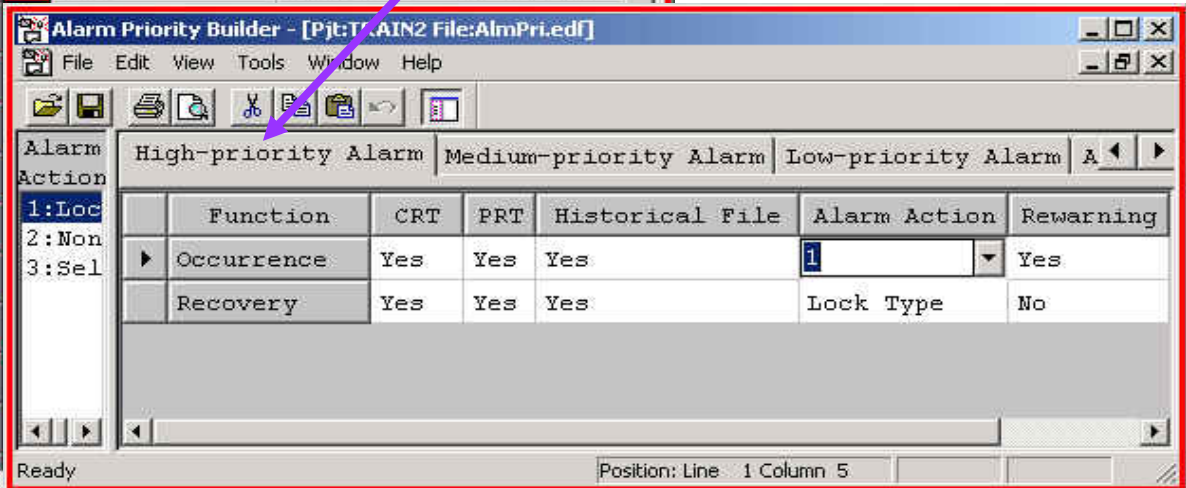 Alarm Priority Builder - [Pjt:TRAIN2 File:AlmPri.edf]
File Edit View Tools Window Help
Alarm Action
High-priority Alarm Medium-priority Alarm Low-priority Alarm A
1:Loc
2:Non
3:Sel
Function CRT PRT Historical File Alarm Action Rewarning
Occurrence Yes Yes Yes 1 Yes
Recovery Yes Yes Yes Lock Type No
Ready Position: Line 1 Column 5